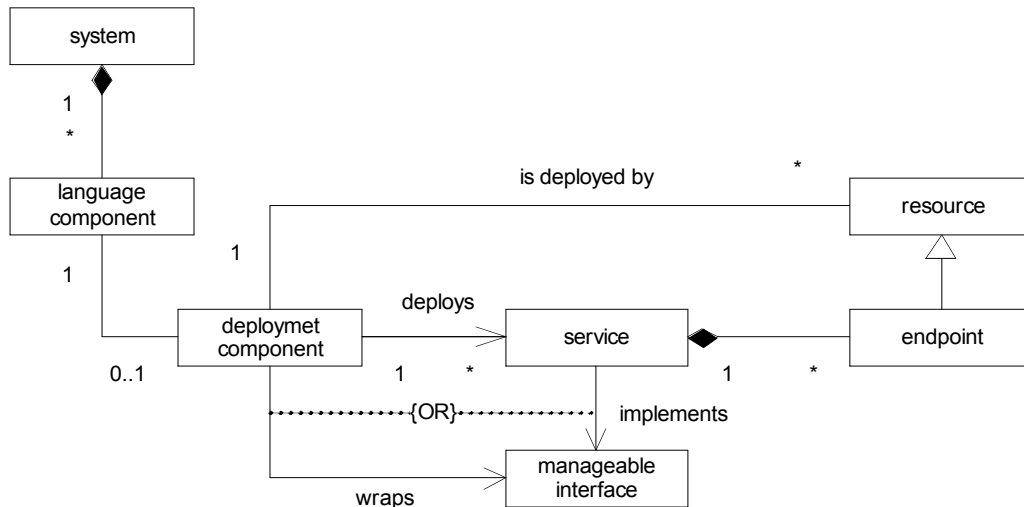 system
1
*
is deployed by
*
language
component
resource
1
1
deploys
deploymet
component
service
endpoint
0..1
1
*
1
*
{OR}
implements
manageable
interface
wraps